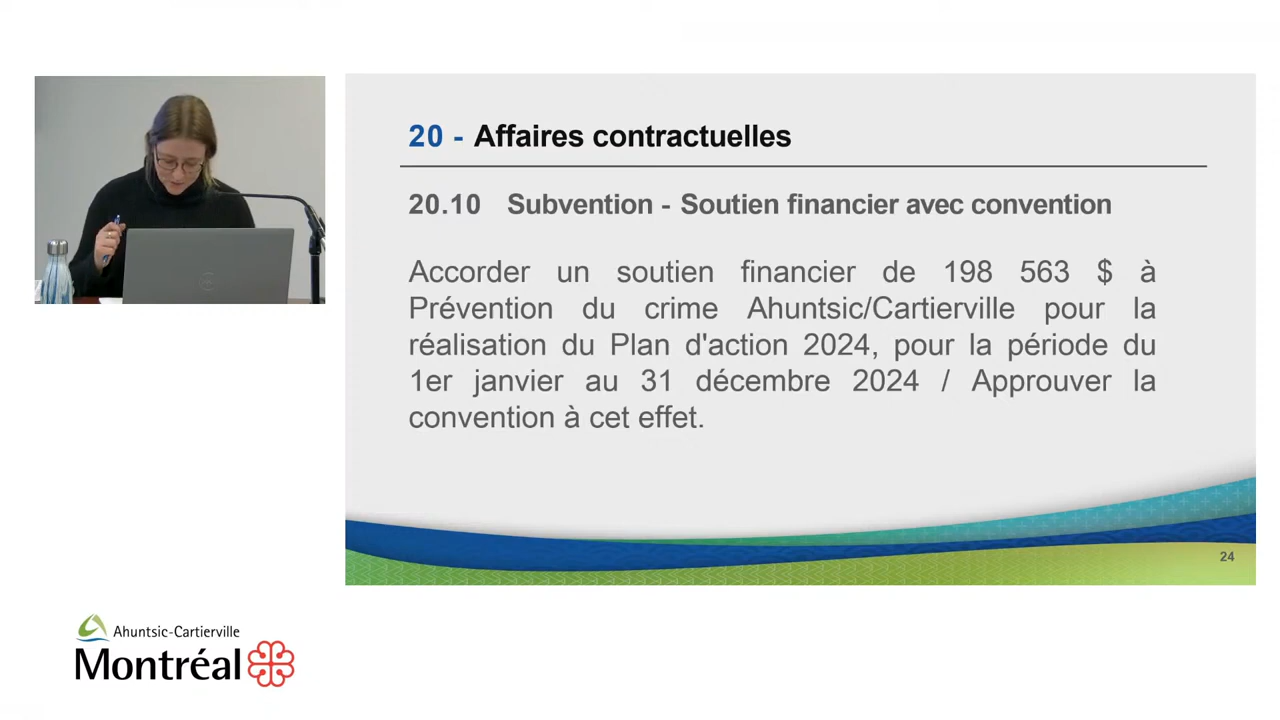 20 - Affaires contractuelles
20.10 Subvention - Soutien financier avec convention
Accorder un soutien financier de 198 563 $ à
Prévention du crime Ahuntsic/Cartierville pour la
réalisation du Plan d'action 2024, pour la période du
1er janvier au 31 décembre 2024 / Approuver la
convention à cet effet.
24
Ahuntsic-Cartierville
Montréal